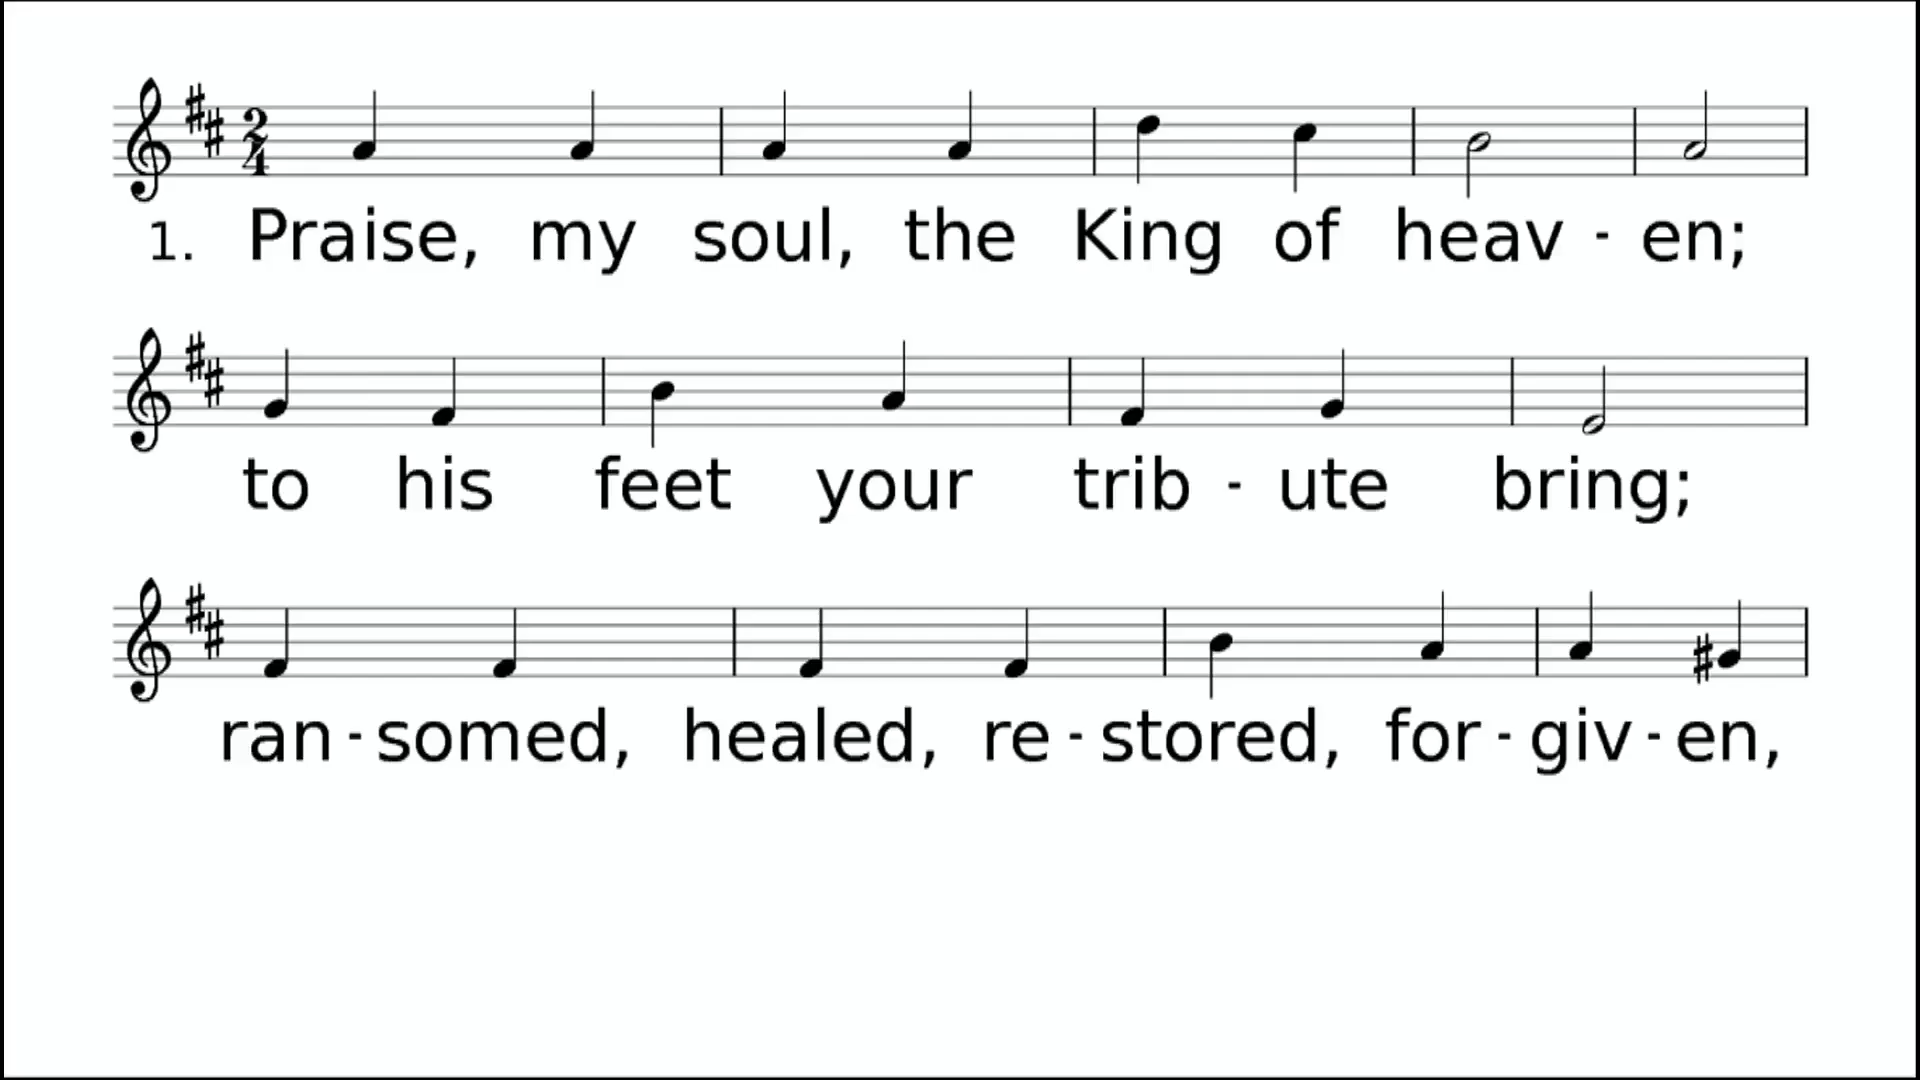 1. Praise, my soul, the King of heav - en;
to his feet your trib - ute bring;
ran - somed, healed, re - stored, for - giv - en,